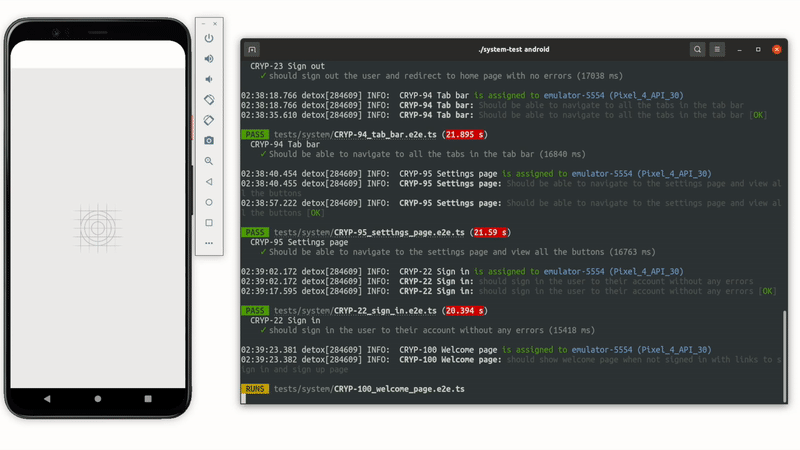 ./system-test android
CRYP-23 Sign out
✓ should sign out the user and redirect to home page with no errors (17038 ms)
02:38:18.766 detox[284609] INFO:  CRYP-94 Tab bar is assigned to emulator-5554 (Pixel_4_API_30)
02:38:18.766 detox[284609] INFO:  CRYP-94 Tab bar: Should be able to navigate to all the tabs in the tab bar
02:38:35.610 detox[284609] INFO:  CRYP-94 Tab bar: Should be able to navigate to all the tabs in the tab bar [OK]
PASS tests/system/CRYP-94_tab_bar.e2e.ts (21.895 s)
CRYP-94 Tab bar
✓ Should be able to navigate to all the tabs in the tab bar (16840 ms)
02:38:40.454 detox[284609] INFO:  CRYP-95 Settings page is assigned to emulator-5554 (Pixel_4_API_30)
02:38:40.455 detox[284609] INFO:  CRYP-95 Settings page: Should be able to navigate to the settings page and view al
l the buttons
02:38:57.222 detox[284609] INFO:  CRYP-95 Settings page: Should be able to navigate to the settings page and view al
l the buttons [OK]
PASS tests/system/CRYP-95_settings_page.e2e.ts (21.59 s)
CRYP-95 Settings page
✓ Should be able to navigate to the settings page and view all the buttons (16763 ms)
02:39:02.172 detox[284609] INFO:  CRYP-22 Sign in is assigned to emulator-5554 (Pixel_4_API_30)
02:39:02.172 detox[284609] INFO:  CRYP-22 Sign in: should sign in the user to their account without any errors
02:39:17.595 detox[284609] INFO:  CRYP-22 Sign in: should sign in the user to their account without any errors [OK]
PASS tests/system/CRYP-22_sign_in.e2e.ts (20.394 s)
CRYP-22 Sign in
✓ should sign in the user to their account without any errors (15418 ms)
02:39:23.381 detox[284609] INFO:  CRYP-100 Welcome page is assigned to emulator-5554 (Pixel_4_API_30)
02:39:23.382 detox[284609] INFO:  CRYP-100 Welcome page: should show welcome page when not signed in with links to s
ign in and sign up page
RUNS tests/system/CRYP-100_welcome_page.e2e.ts